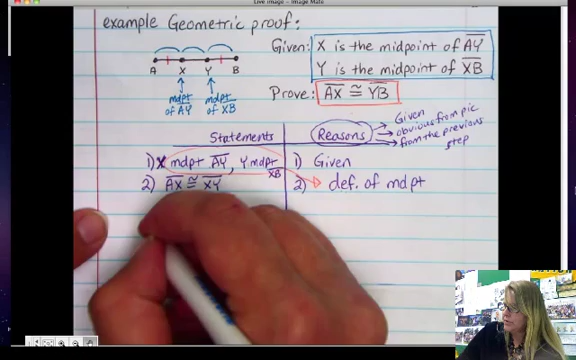 Live image - Image Mate
example Geometric proof:
Given: X is the midpoint of AY
Y is the midpoint of XB
Prove: AX ≅ YB
A X Y B
mdpt of AY
mdpt of XB
Statements
Reasons
Given
obvious from pic
from the previous step
1) X mdpt AY, Y mdpt XB
1) Given
2) AX ≅ XY
2) def. of mdpt